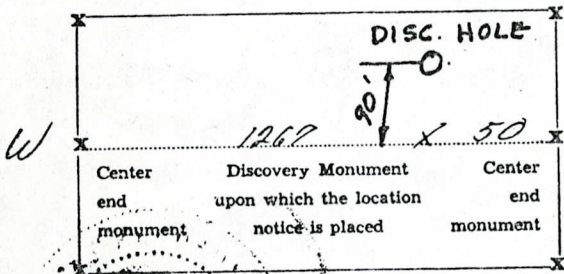 X X
DISC. HOLE
90'
W X 1267 X 50 X
Center Discovery Monument Center
end upon which the location end
monument notice is placed monument
X X